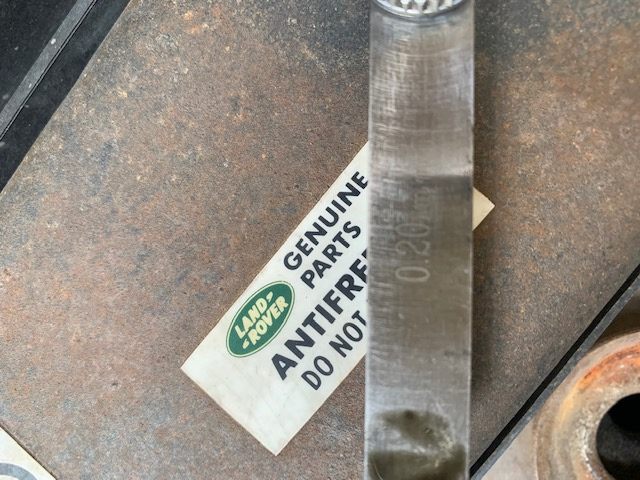 GENUINE
PARTS
LAND-
-ROVER
ANTIFRE
DO NOT
0.20